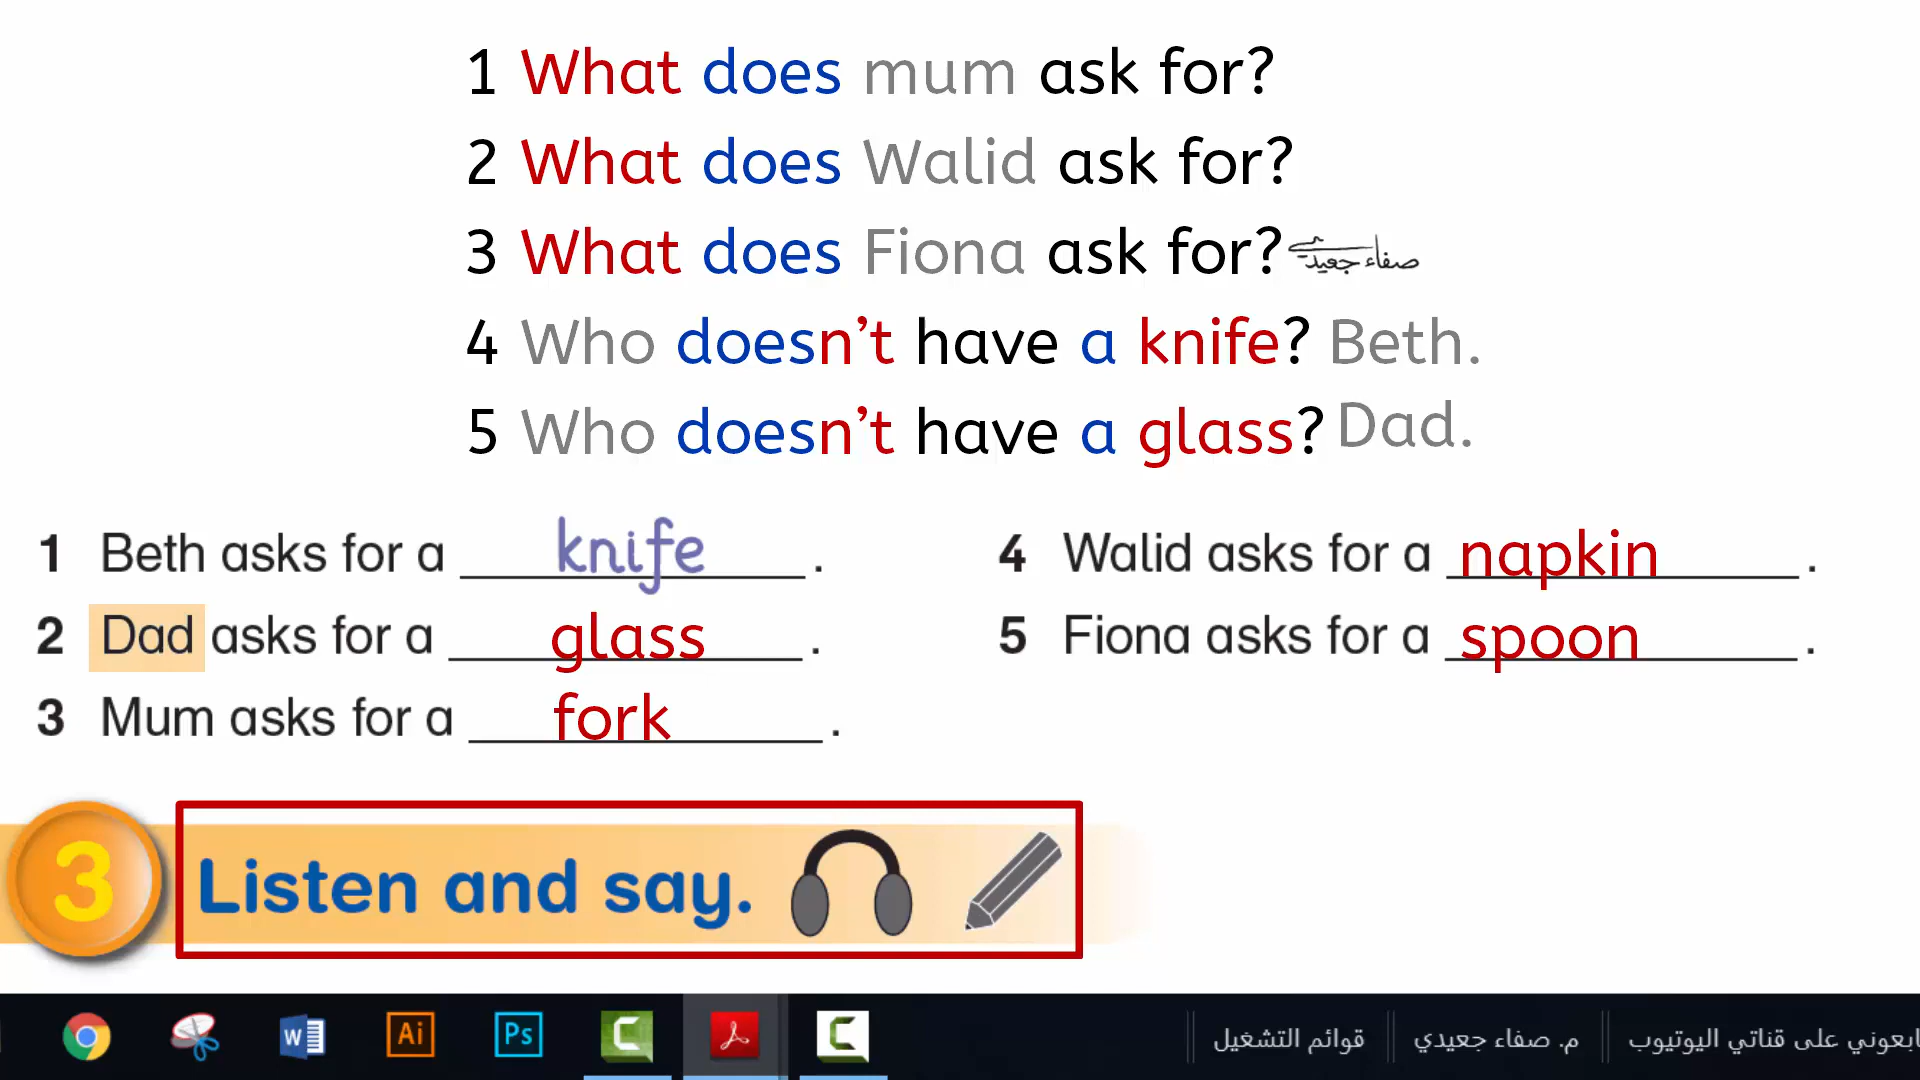 1 What does mum ask for?
2 What does Walid ask for?
3 What does Fiona ask for? صفاء جعيدي
4 Who doesn't have a knife? Beth.
5 Who doesn't have a glass? Dad.
1 Beth asks for a knife.
2 Dad asks for a glass.
3 Mum asks for a fork.
4 Walid asks for a napkin.
5 Fiona asks for a spoon.
3 Listen and say.
W Ai Ps
قوائم التشغيل
م. صفاء جعيدي
ابعوني على قناتي اليوتيوب